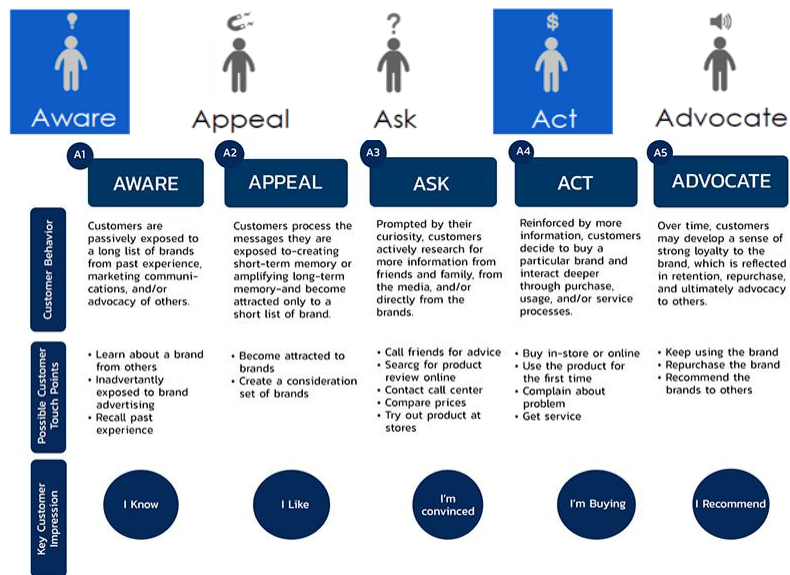 ?
$
Aware
Appeal
Ask
Act
Advocate
A1
A2
A3
A4
A5
AWARE
APPEAL
ASK
ACT
ADVOCATE
Customer Behavior
Customers are
passively exposed to
a long list of brands
from past experience,
marketing communi-
cations, and/or
advocacy of others.
Customers process the
messages they are
exposed to-creating
short-term memory or
amplifying long-term
memory-and become
attracted only to a
short list of brand.
Prompted by their
curiosity, customers
actively research for
more information from
friends and family, from
the media, and/or
directly from the
brands.
Reinforced by more
information, customers
decide to buy a
particular brand and
interact deeper
through purchase,
usage, and/or service
processes.
Over time, customers
may develop a sense of
strong loyalty to the
brand, which is reflected
in retention, repurchase,
and ultimately advocacy
to others.
Possible Customer
Touch Points
• Learn about a brand
from others
• Inadvertantly
exposed to brand
advertising
• Recall past
experience
• Become attracted to
brands
• Create a consideration
set of brands
• Call friends for advice
• Searcg for product
review online
• Contact call center
• Compare prices
• Try out product at
stores
• Buy in-store or online
• Use the product for
the first time
• Complain about
problem
• Get service
• Keep using the brand
• Repurchase the brand
• Recommend the
brands to others
Key Customer
Impression
I Know
I Like
I'm
convinced
I'm Buying
I Recommend